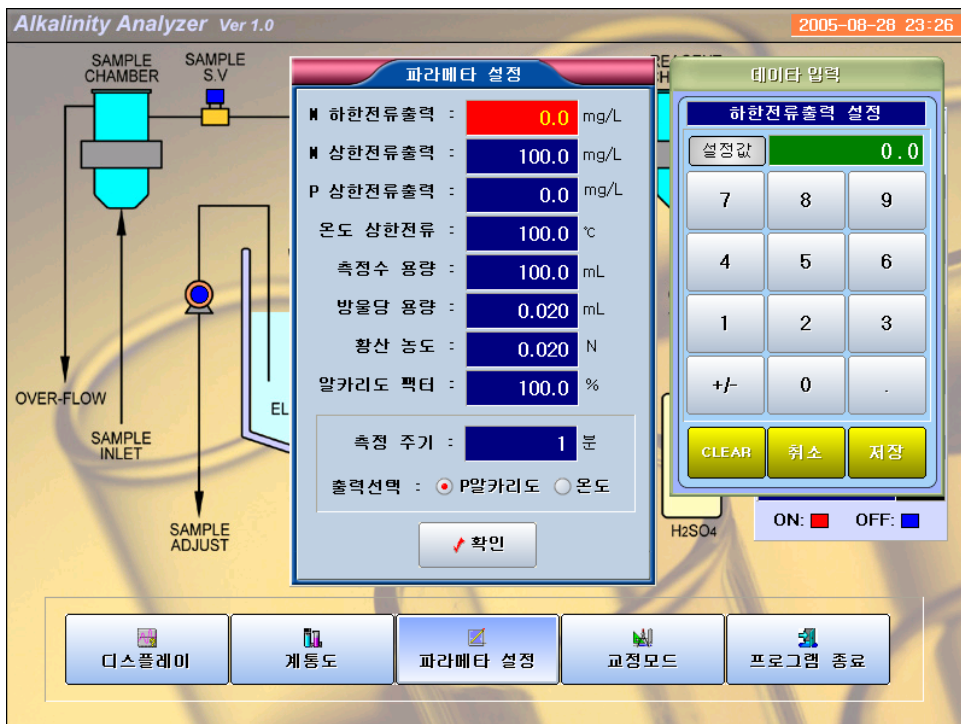 Alkalinity Analyzer Ver 1.0
2005-08-28 23:26
SAMPLE
CHAMBER
SAMPLE
S.V
OVER-FLOW
SAMPLE
INLET
SAMPLE
ADJUST
EL
파라메타 설정
M 하한전류출력 : 0.0 mg/L
M 상한전류출력 : 100.0 mg/L
P 상한전류출력 : 0.0 mg/L
온도 상한전류 : 100.0 ℃
측정수 용량 : 100.0 mL
방울당 용량 : 0.020 mL
황산 농도 : 0.020 N
알카리도 팩터 : 100.0 %
측정 주기 : 1 분
출력선택 : P알카리도 온도
확인
데이타 입력
하한전류출력 설정
설정값 0.0
7 8 9
4 5 6
1 2 3
+/- 0 .
CLEAR 취소 저장
H2SO4
ON: OFF:
디스플레이 계통도 파라메타 설정 교정모드 프로그램 종료